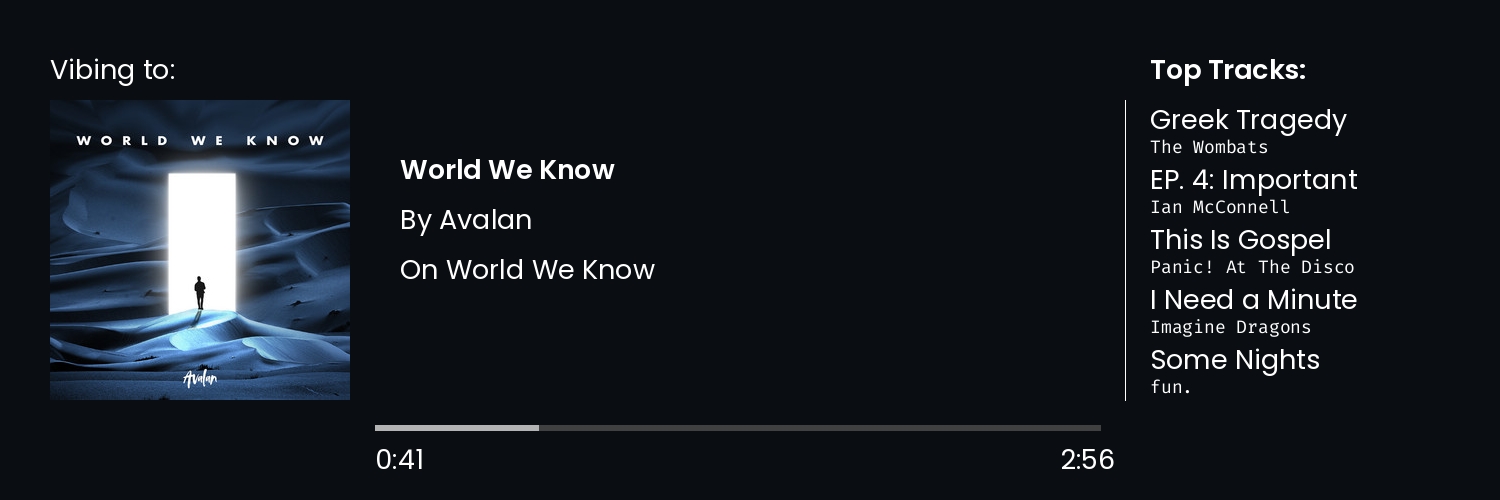 Vibing to:
WORLD WE KNOW
Avalan
World We Know
By Avalan
On World We Know
0:41
2:56
Top Tracks:
Greek Tragedy
The Wombats
EP. 4: Important
Ian McConnell
This Is Gospel
Panic! At The Disco
I Need a Minute
Imagine Dragons
Some Nights
fun.